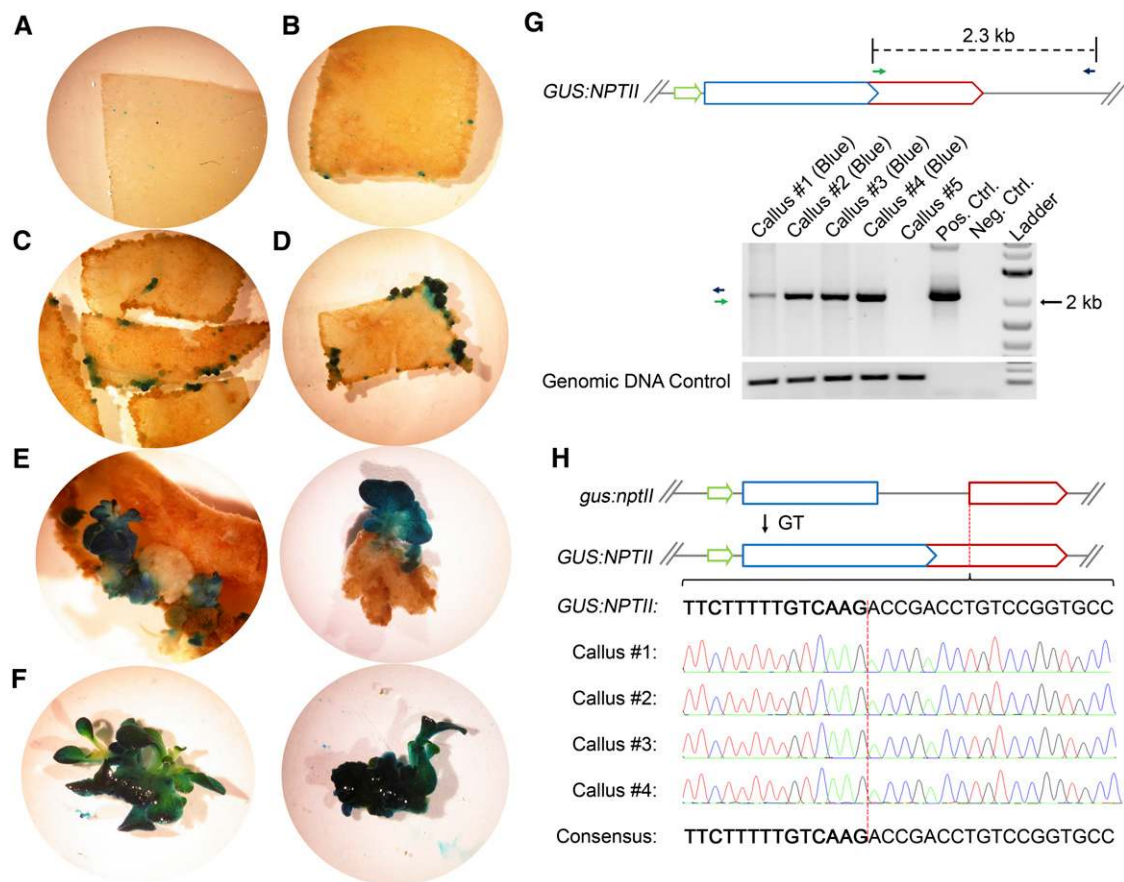 A
B
C
D
E
F
G
2.3 kb
GUS:NPTII
Callus #1 (Blue)
Callus #2 (Blue)
Callus #3 (Blue)
Callus #4 (Blue)
Callus #5
Pos. Ctrl.
Neg. Ctrl.
Ladder
2 kb
Genomic DNA Control
H
gus:nptII
GT
GUS:NPTII
GUS:NPTII: TTCTTTTTGTCAAGACCGACCTGTCCGGTGCC
Callus #1:
Callus #2:
Callus #3:
Callus #4:
Consensus: TTCTTTTTGTCAAGACCGACCTGTCCGGTGCC